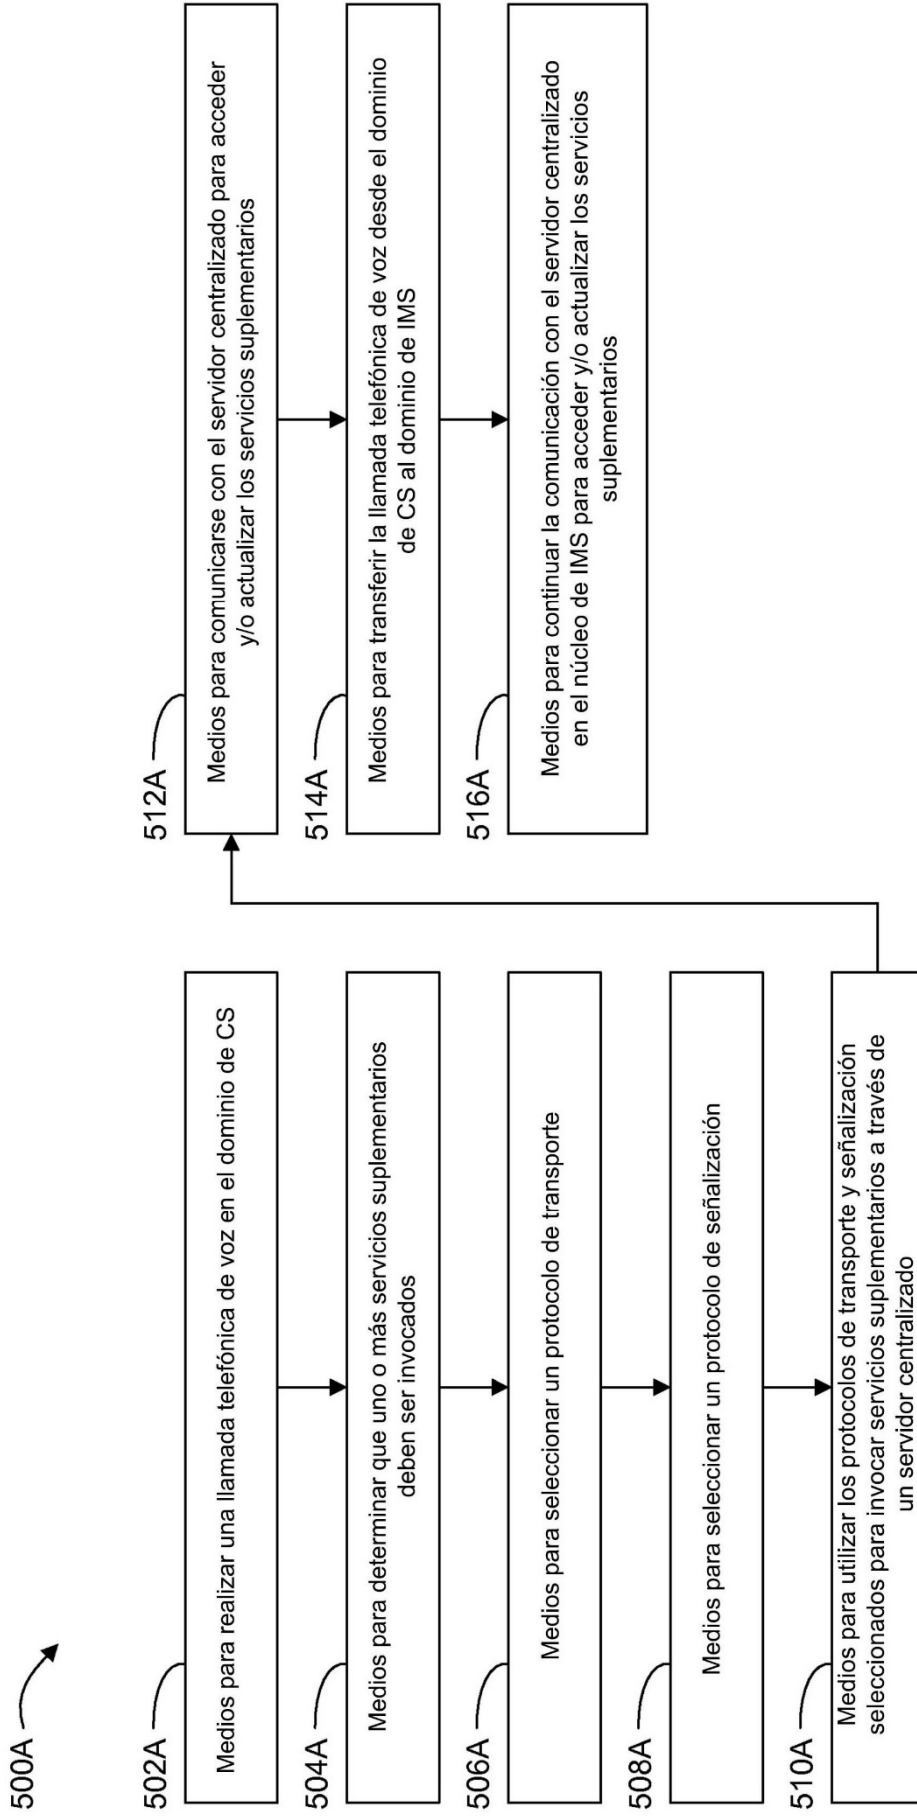 500A
502A
Medios para realizar una llamada telefónica de voz en el dominio de CS
504A
Medios para determinar que uno o más servicios suplementarios
deben ser invocados
506A
Medios para seleccionar un protocolo de transporte
508A
Medios para seleccionar un protocolo de señalización
510A
Medios para utilizar los protocolos de transporte y señalización
seleccionados para invocar servicios suplementarios a través de
un servidor centralizado
512A
Medios para comunicarse con el servidor centralizado para acceder
y/o actualizar los servicios suplementarios
514A
Medios para transferir la llamada telefónica de voz desde el dominio
de CS al dominio de IMS
516A
Medios para continuar la comunicación con el servidor centralizado
en el núcleo de IMS para acceder y/o actualizar los servicios
suplementarios